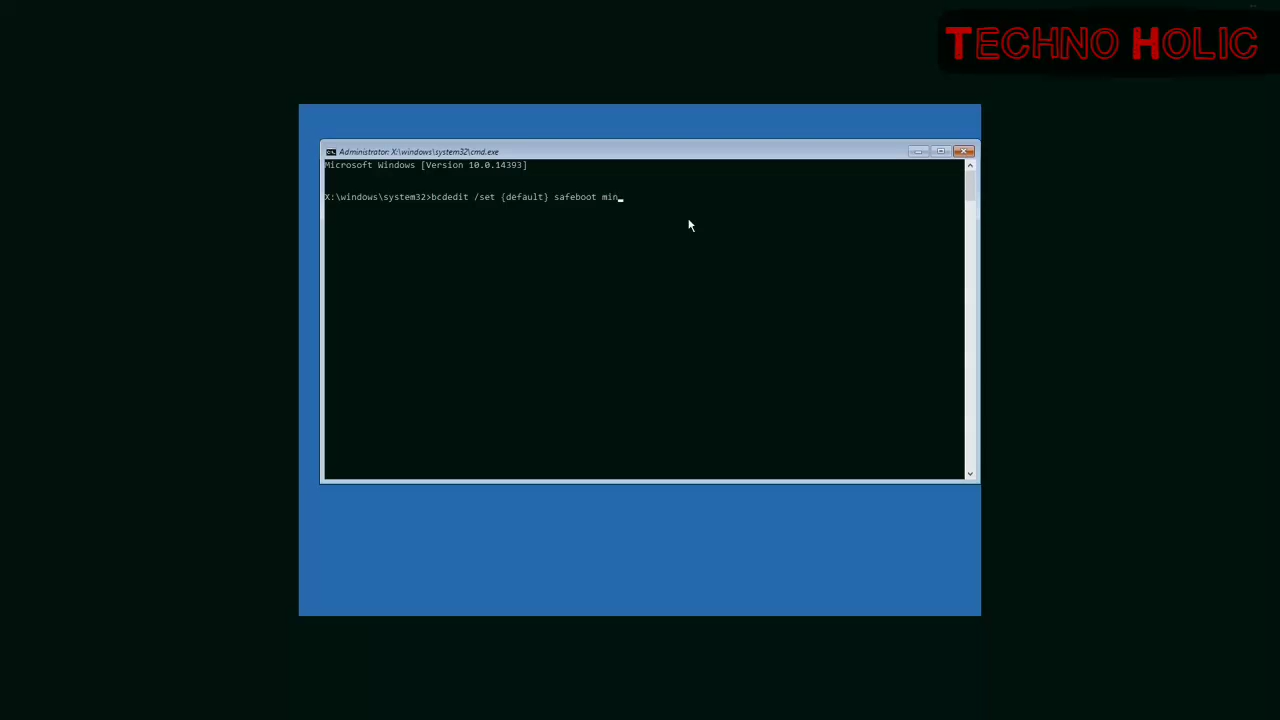 TECHNO HOLIC
Administrator: X:\windows\system32\cmd.exe
Microsoft Windows [Version 10.0.14393]
X:\windows\system32>bcdedit /set {default} safeboot min_